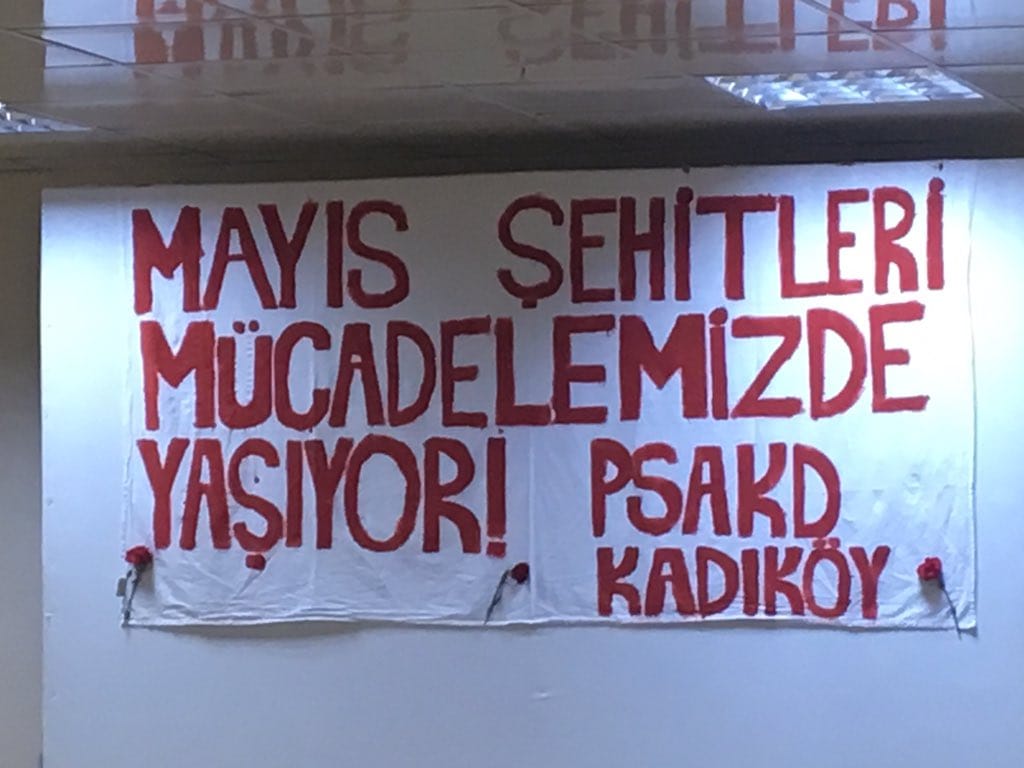 MAYIS ŞEHİTLERİ
MÜCADELEMİZDE
YAŞIYOR! PSAKD
KADIKÖY